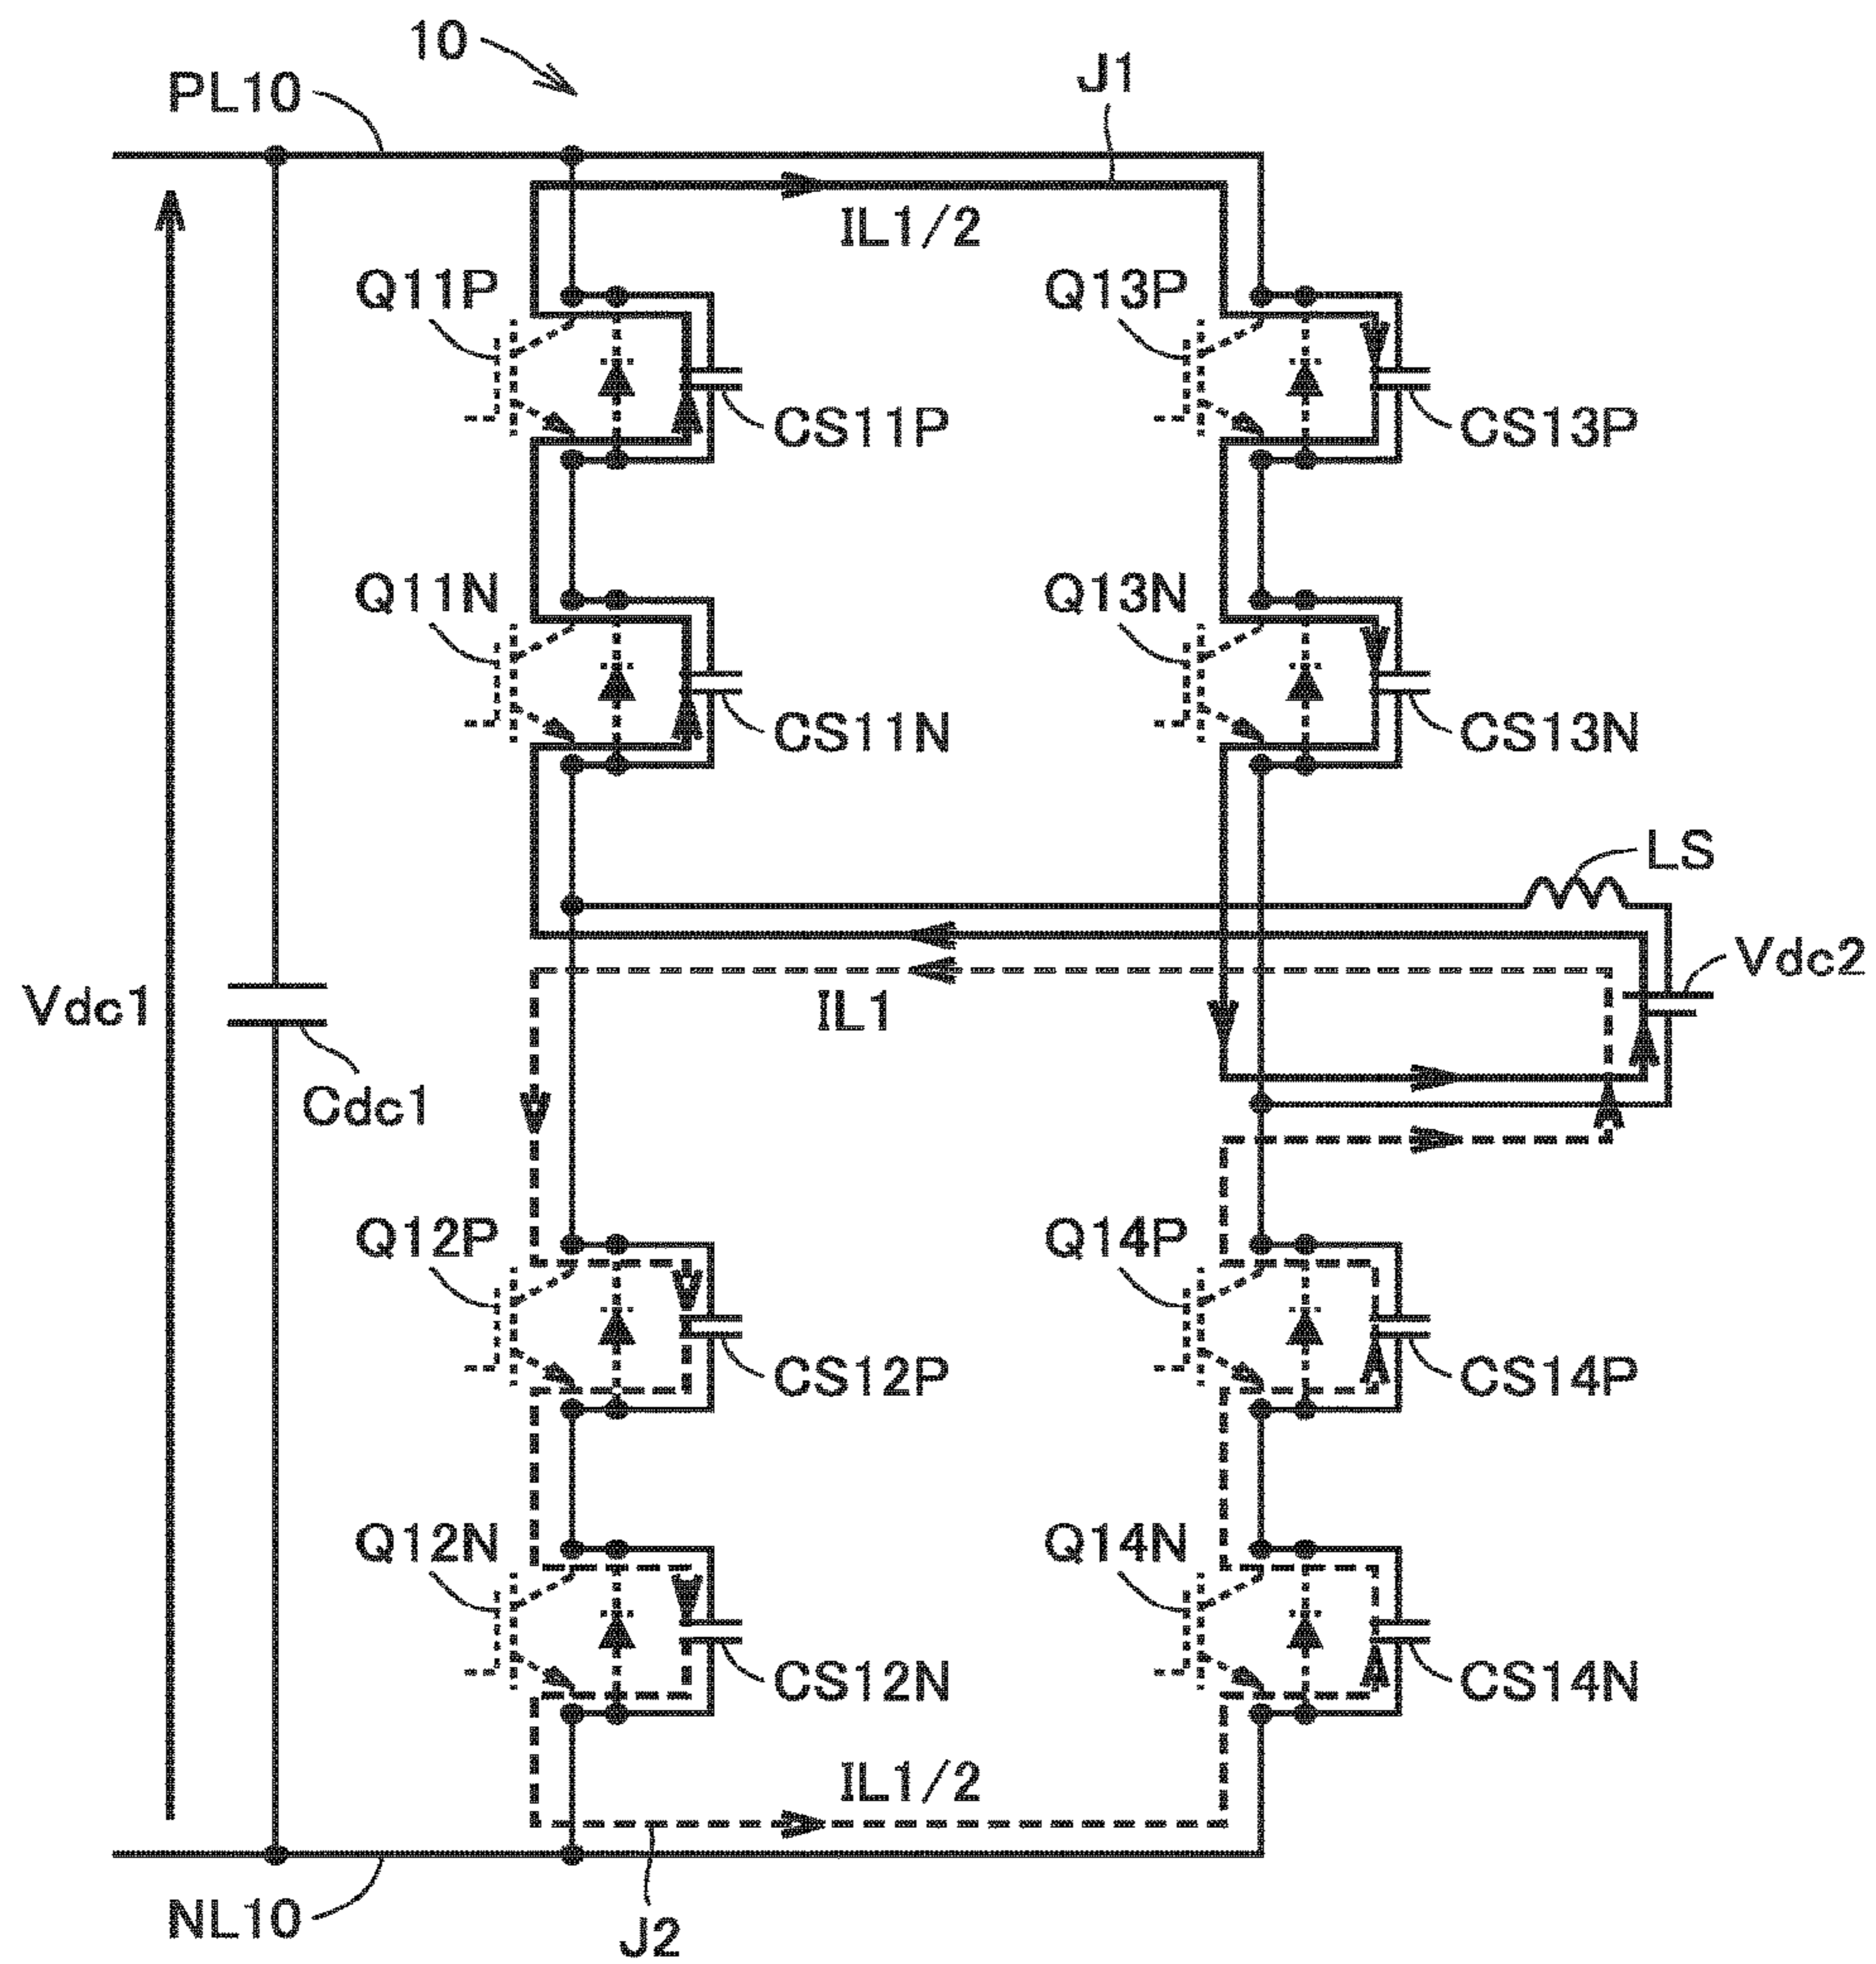 10
PL10
J1
IL1/2
Q11P
Q13P
CS11P
CS13P
Q11N
Q13N
CS11N
CS13N
LS
Vdc2
Vdc1
IL1
Cdc1
Q12P
Q14P
CS12P
CS14P
Q12N
Q14N
CS12N
CS14N
IL1/2
NL10
J2